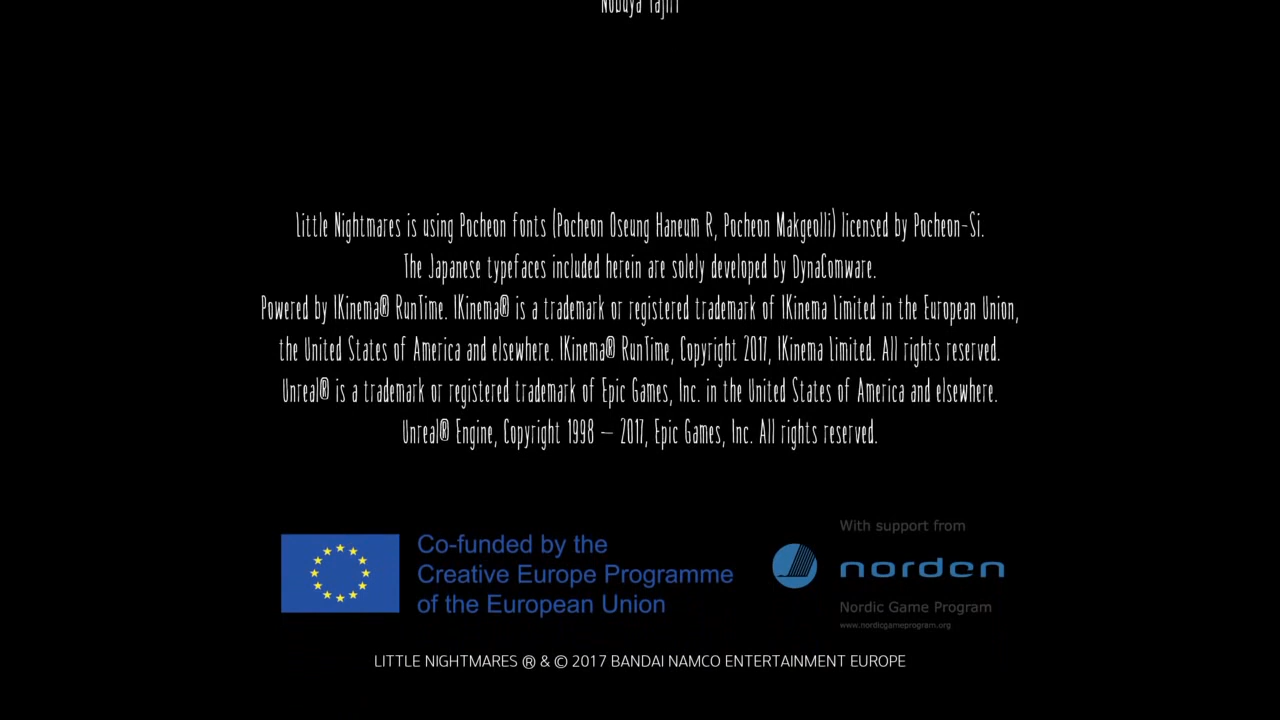 Nobuya Tajiri
Little Nightmares is using Pocheon fonts (Pocheon Oseung Haneum R, Pocheon Makgeolli) licensed by Pocheon-Si.
The Japanese typefaces included herein are solely developed by DynaComware.
Powered by IKinema® RunTime. IKinema® is a trademark or registered trademark of IKinema Limited in the European Union,
the United States of America and elsewhere. IKinema® RunTime, Copyright 2017, IKinema Limited. All rights reserved.
Unreal® is a trademark or registered trademark of Epic Games, Inc. in the United States of America and elsewhere.
Unreal® Engine, Copyright 1998 – 2017, Epic Games, Inc. All rights reserved.
Co-funded by the
Creative Europe Programme
of the European Union
With support from
norden
Nordic Game Program
www.nordicgameprogram.org
LITTLE NIGHTMARES ® & © 2017 BANDAI NAMCO ENTERTAINMENT EUROPE